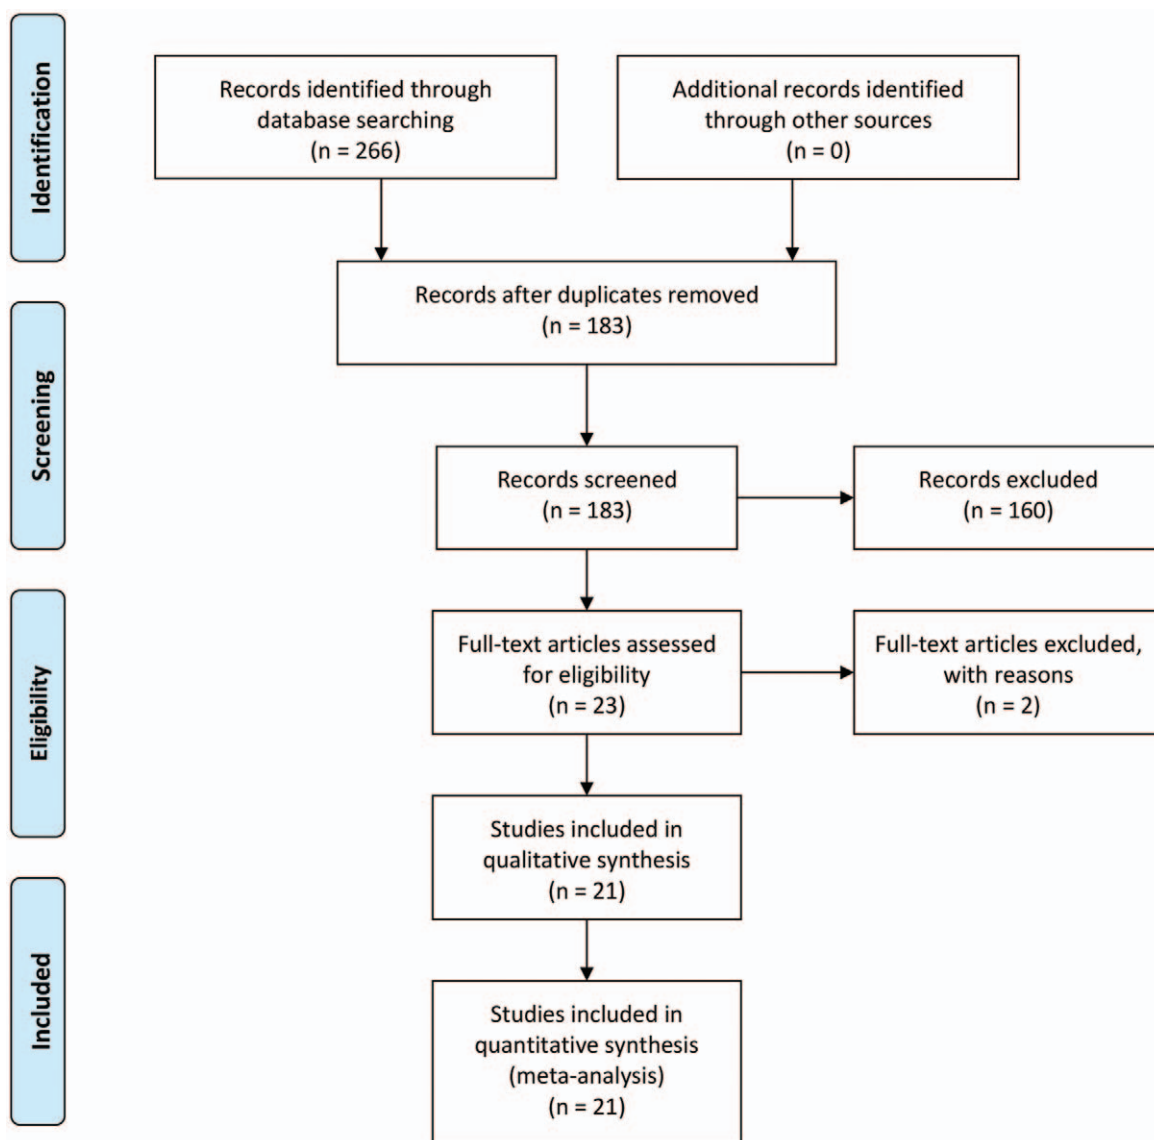 Identification
Records identified through
database searching
(n = 266)
Additional records identified
through other sources
(n = 0)
Records after duplicates removed
(n = 183)
Screening
Records screened
(n = 183)
Records excluded
(n = 160)
Eligibility
Full-text articles assessed
for eligibility
(n = 23)
Full-text articles excluded,
with reasons
(n = 2)
Studies included in
qualitative synthesis
(n = 21)
Included
Studies included in
quantitative synthesis
(meta-analysis)
(n = 21)